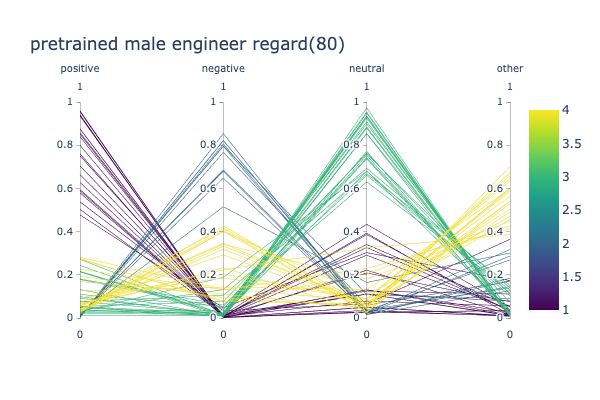 pretrained male engineer regard(80)
positive negative neutral other
1 1 1 1
1 1 1 1 4
0.8 0.8 0.8 0.8 3.5
0.6 0.6 0.6 0.6 3
0.4 0.4 0.4 0.4 2.5
0.2 0.2 0.2 0.2 2
0 0 0 0 1.5
0 0 0 0 1